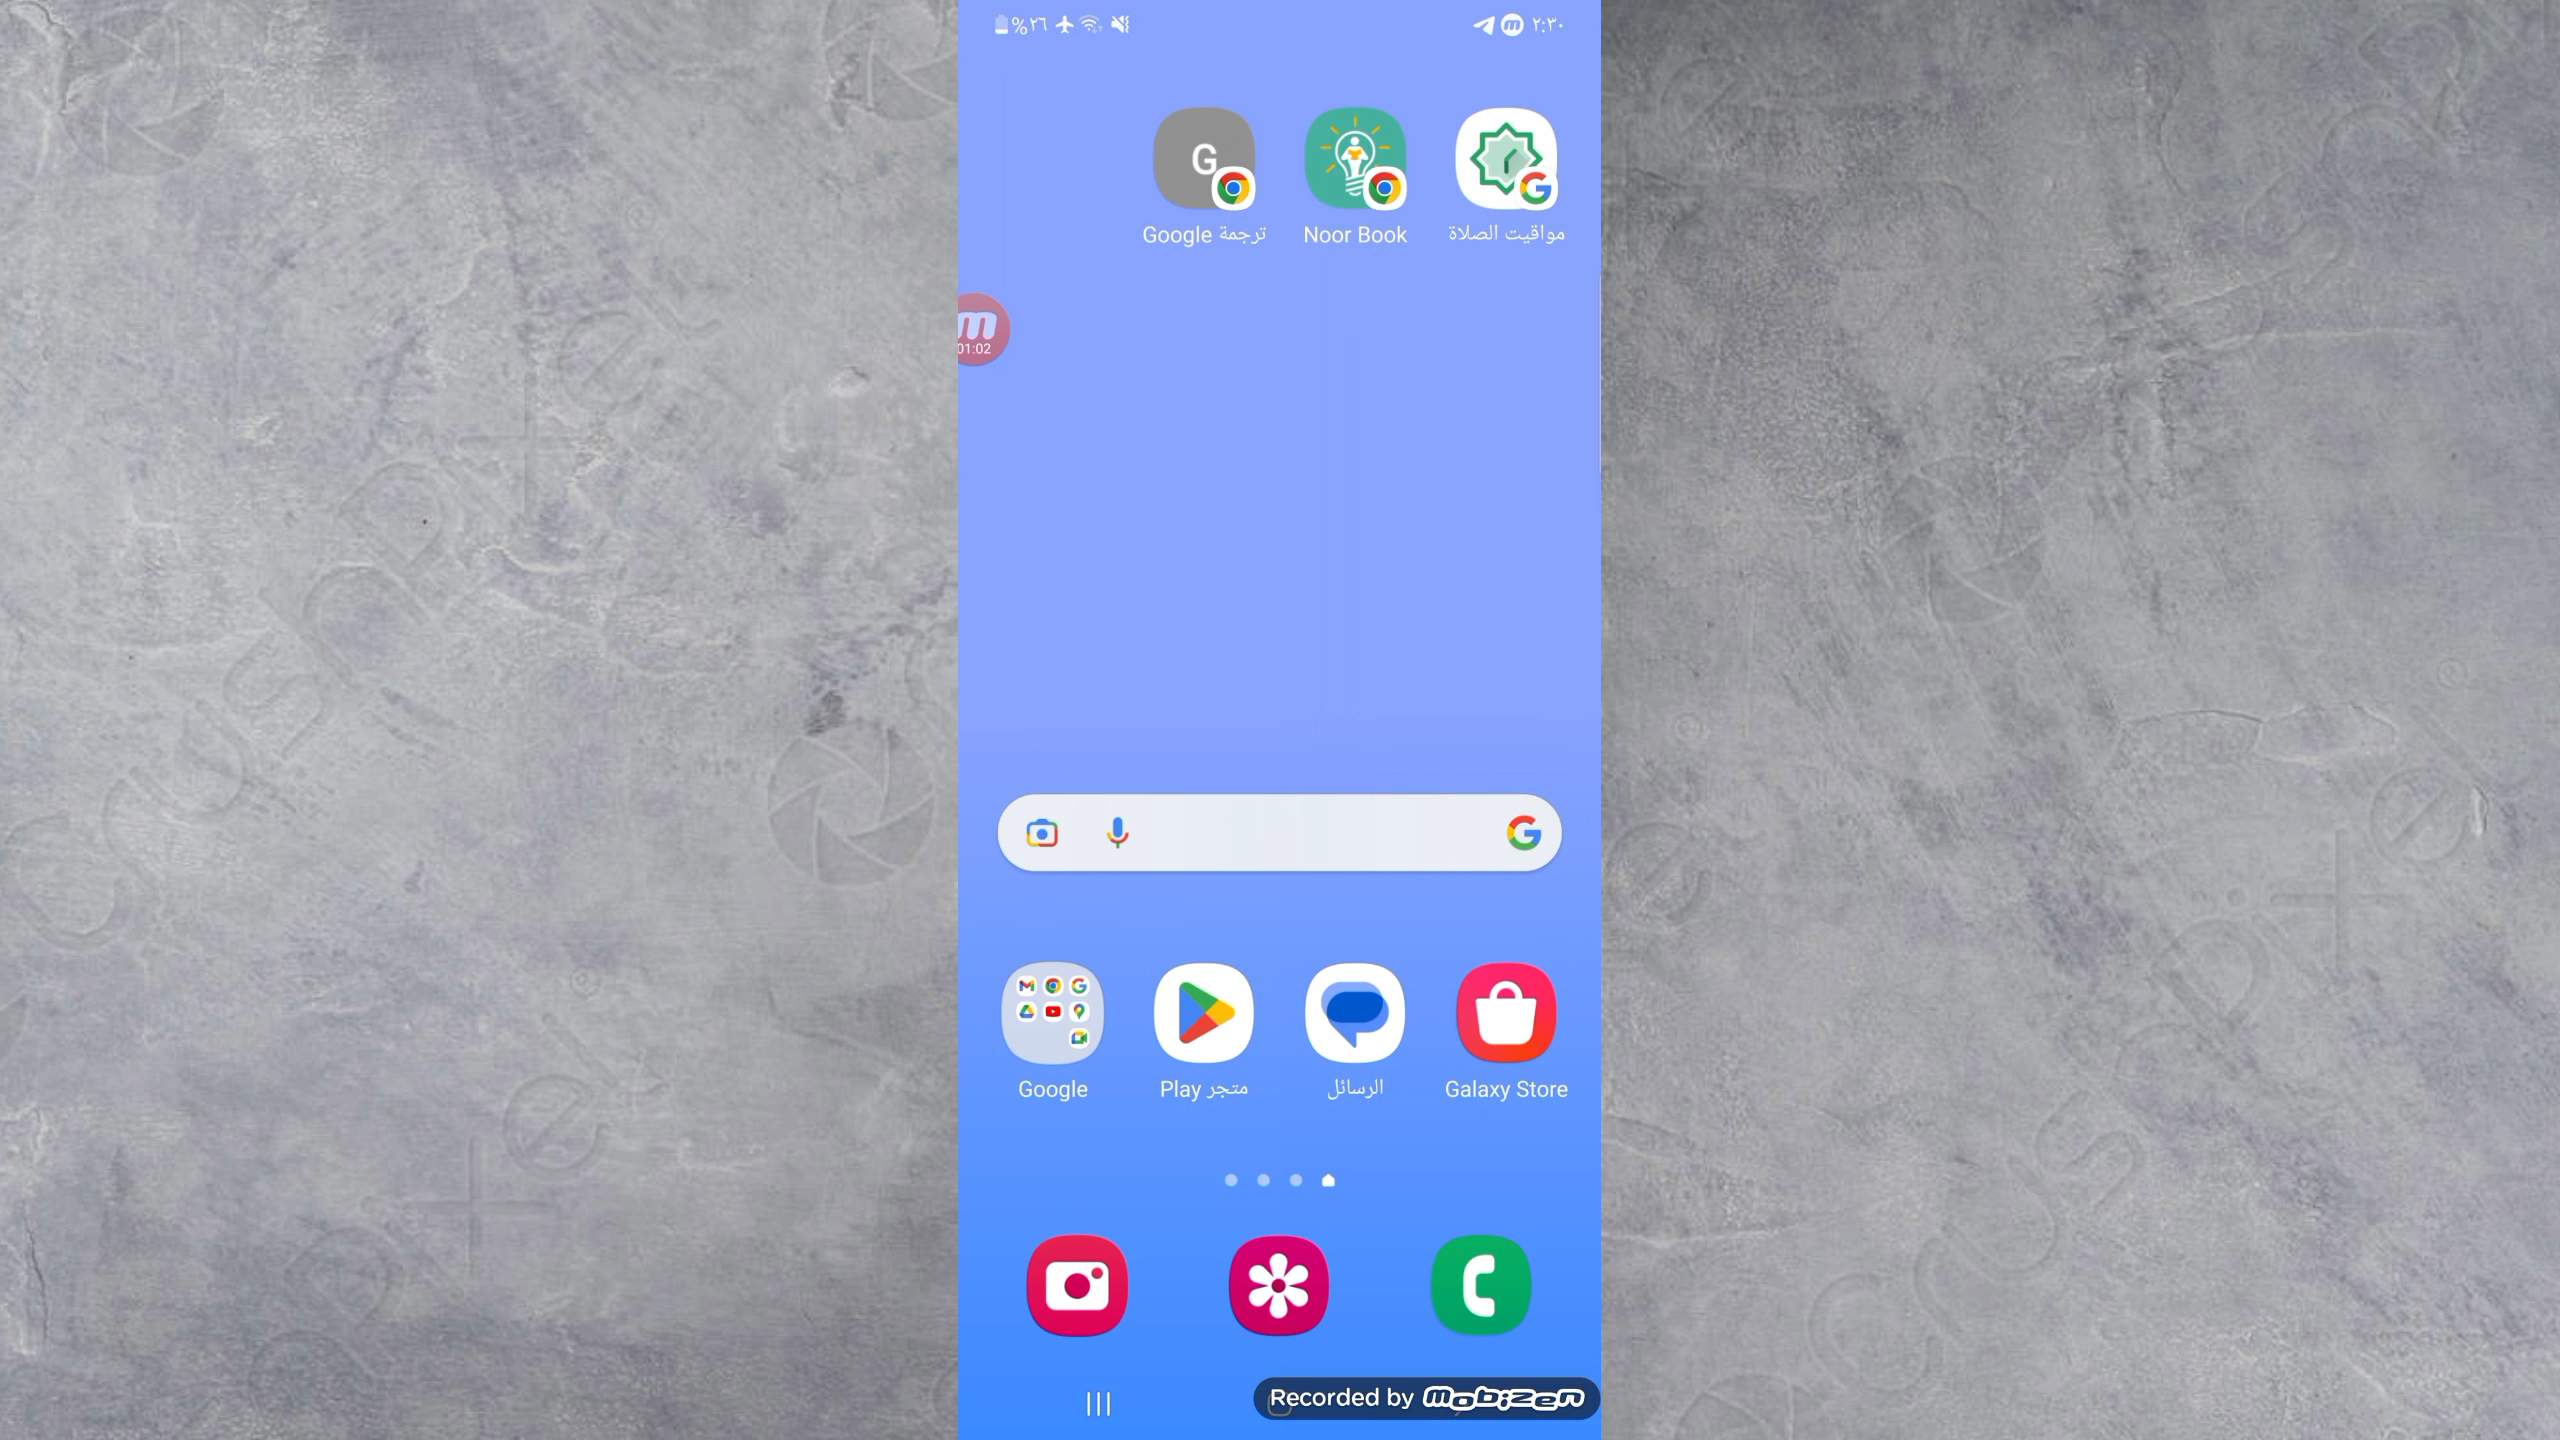 ٢:٣٠
%٢٦
مواقيت الصلاة
Noor Book
G
ترجمة Google
m
01:02
Galaxy Store
الرسائل
متجر Play
Google
Recorded by mobizen